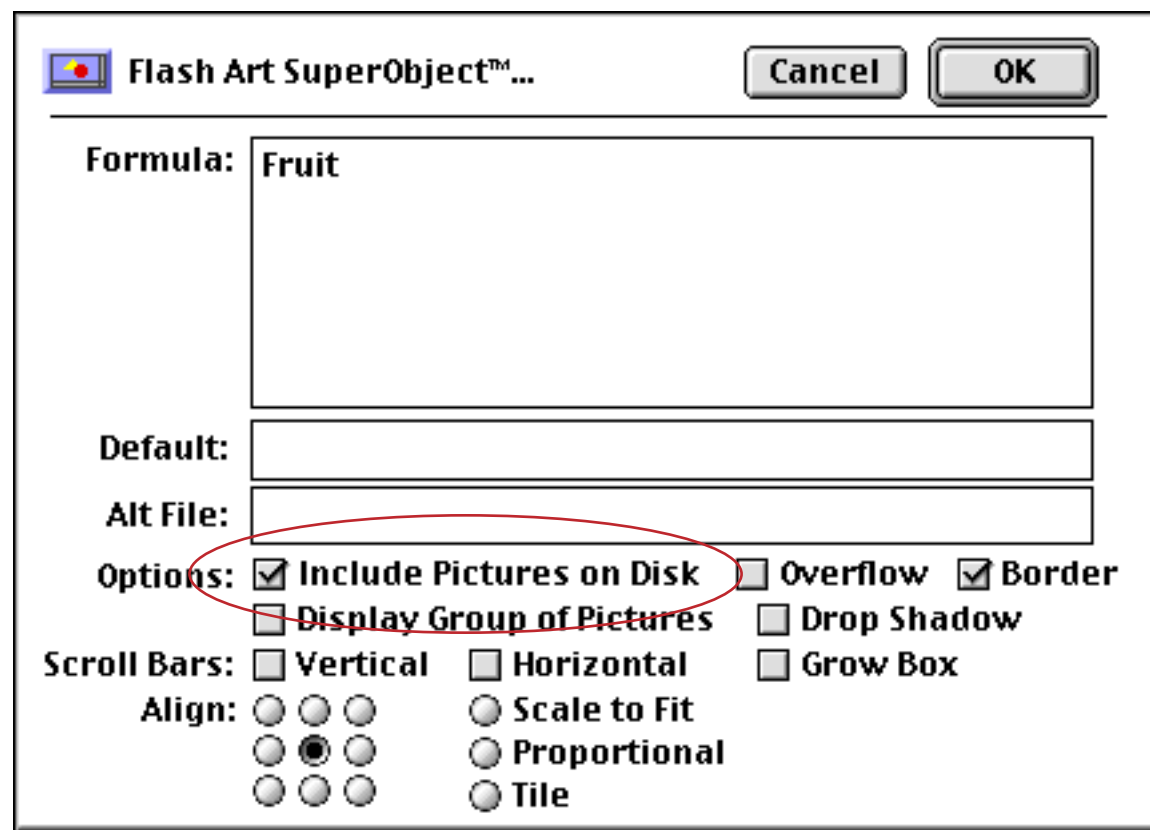 Flash Art SuperObject™... Cancel OK
Formula: Fruit
Default:
Alt File:
Options: Include Pictures on Disk Overflow Border
Display Group of Pictures Drop Shadow
Scroll Bars: Vertical Horizontal Grow Box
Align: Scale to Fit
Proportional
Tile